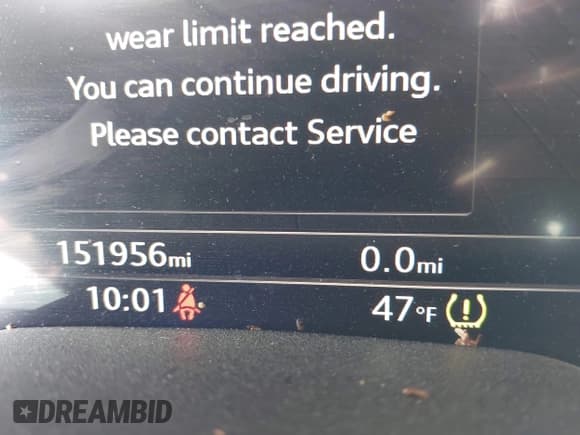 wear limit reached.
You can continue driving.
Please contact Service
151956mi
0.0mi
10:01
47°F
DREAMBID